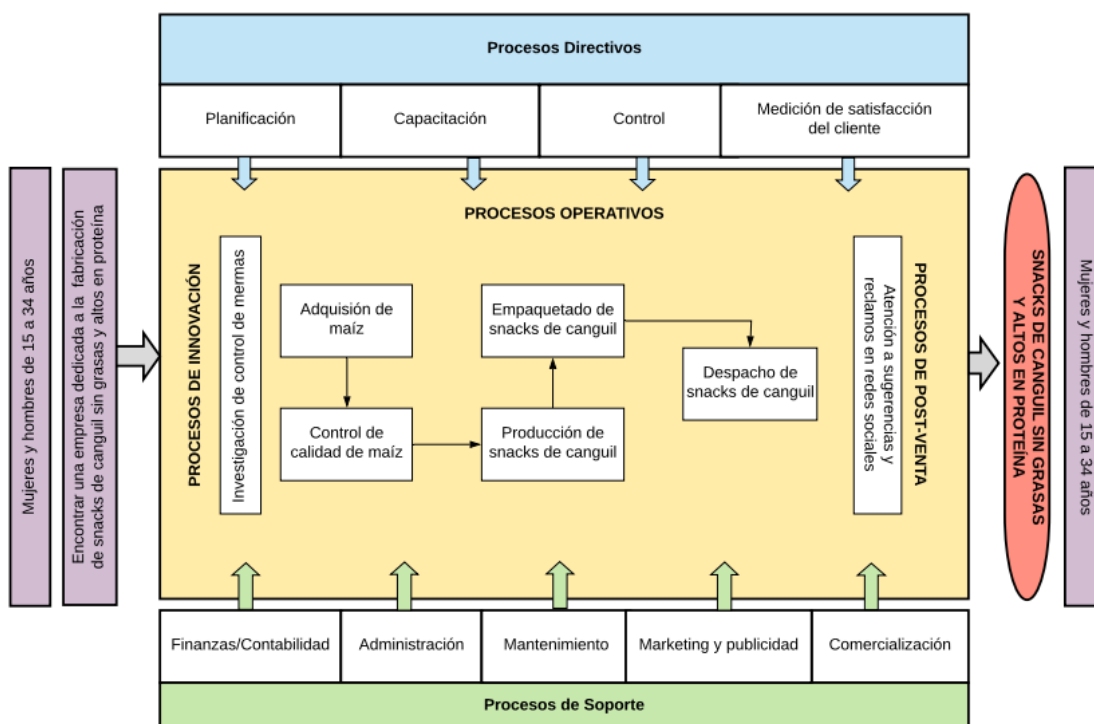 Procesos Directivos
Planificación
Capacitación
Control
Medición de satisfacción
del cliente
Mujeres y hombres de 15 a 34 años
Encontrar una empresa dedicada a la fabricación
de snacks de canguil sin grasas y altos en proteína
PROCESOS OPERATIVOS
PROCESOS DE INNOVACIÓN
Investigación de control de mermas
Adquisión de
maíz
Control de
calidad de maíz
Empaquetado de
snacks de canguil
Producción de
snacks de canguil
Despacho de
snacks de canguil
Atención a sugerencias y
reclamos en redes sociales
PROCESOS DE POST-VENTA
SNACKS DE CANGUIL SIN GRASAS
Y ALTOS EN PROTEÍNA
Mujeres y hombres de 15 a 34 años
Finanzas/Contabilidad
Administración
Mantenimiento
Marketing y publicidad
Comercialización
Procesos de Soporte